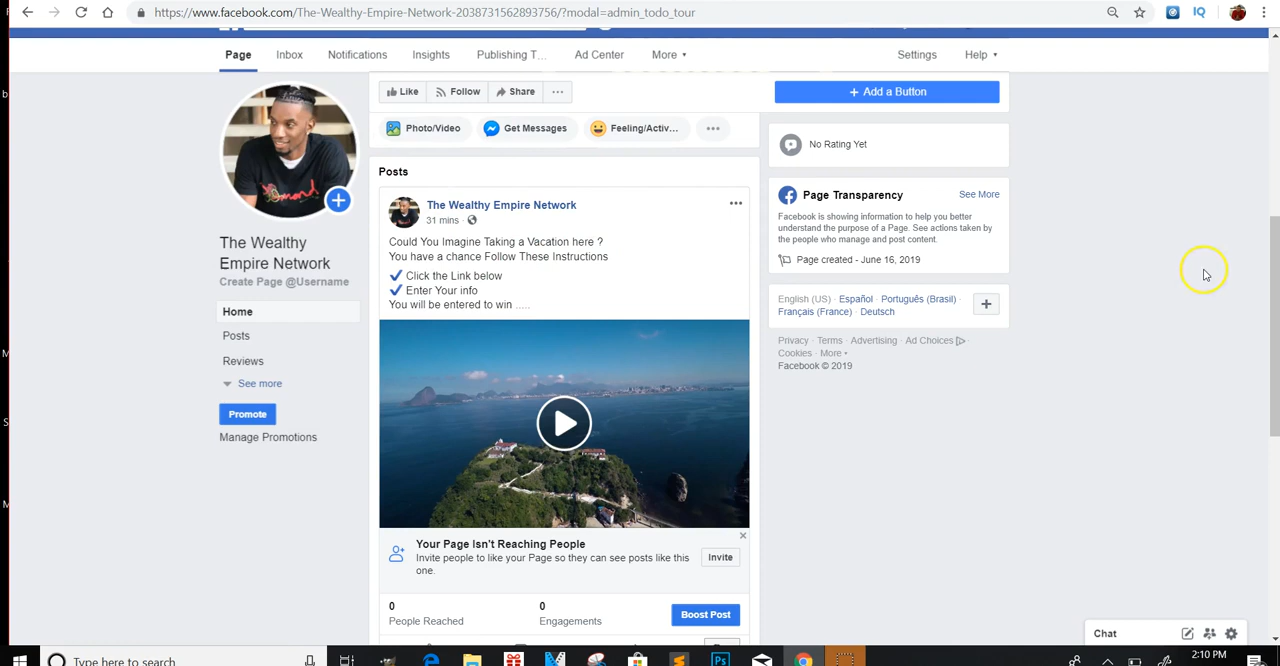 https://www.facebook.com/The-Wealthy-Empire-Network-2038731562893756/?modal=admin_todo_tour
Page Inbox Notifications Insights Publishing T... Ad Center More Settings Help
Like Follow Share ...
+ Add a Button
Photo/Video Get Messages Feeling/Activ... ...
No Rating Yet
Posts
The Wealthy Empire Network
31 mins
Could You Imagine Taking a Vacation here ?
You have a chance Follow These Instructions
Click the Link below
Enter Your info
You will be entered to win .....
Your Page Isn't Reaching People
Invite people to like your Page so they can see posts like this
one.
Invite
0 0
People Reached Engagements
Boost Post
The Wealthy
Empire Network
Create Page @Username
Home
Posts
Reviews
See more
Promote
Manage Promotions
Page Transparency See More
Facebook is showing information to help you better
understand the purpose of a Page. See actions taken
by the people who manage and post content.
Page created - June 16, 2019
English (US) · Español · Português (Brasil) ·
Français (France) · Deutsch
Privacy · Terms · Advertising · Ad Choices ·
Cookies · More
Facebook © 2019
Chat
Type here to search
2:10 PM